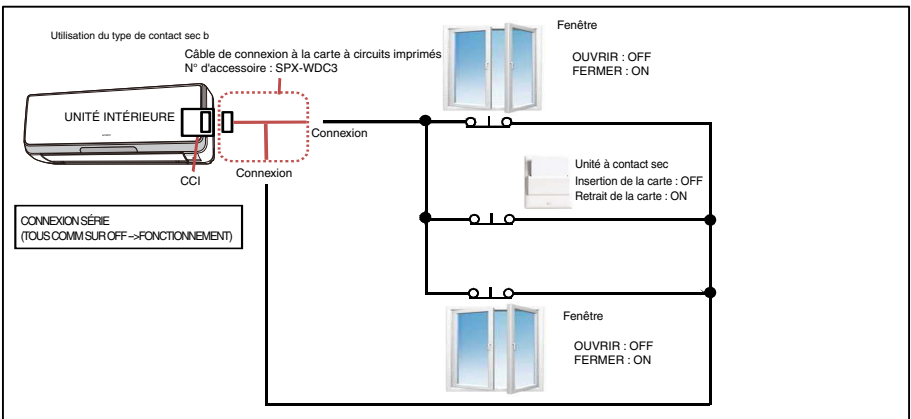 Utilisation du type de contact sec b
Câble de connexion à la carte à circuits imprimés
N° d'accessoire : SPX-WDC3
Fenêtre
OUVRIR : OFF
FERMER : ON
UNITÉ INTÉRIEURE
Connexion
Connexion
CCI
Unité à contact sec
Insertion de la carte : OFF
Retrait de la carte : ON
CONNEXION SÉRIE
(TOUS COMM SUR OFF –>FONCTIONNEMENT)
Fenêtre
OUVRIR : OFF
FERMER : ON